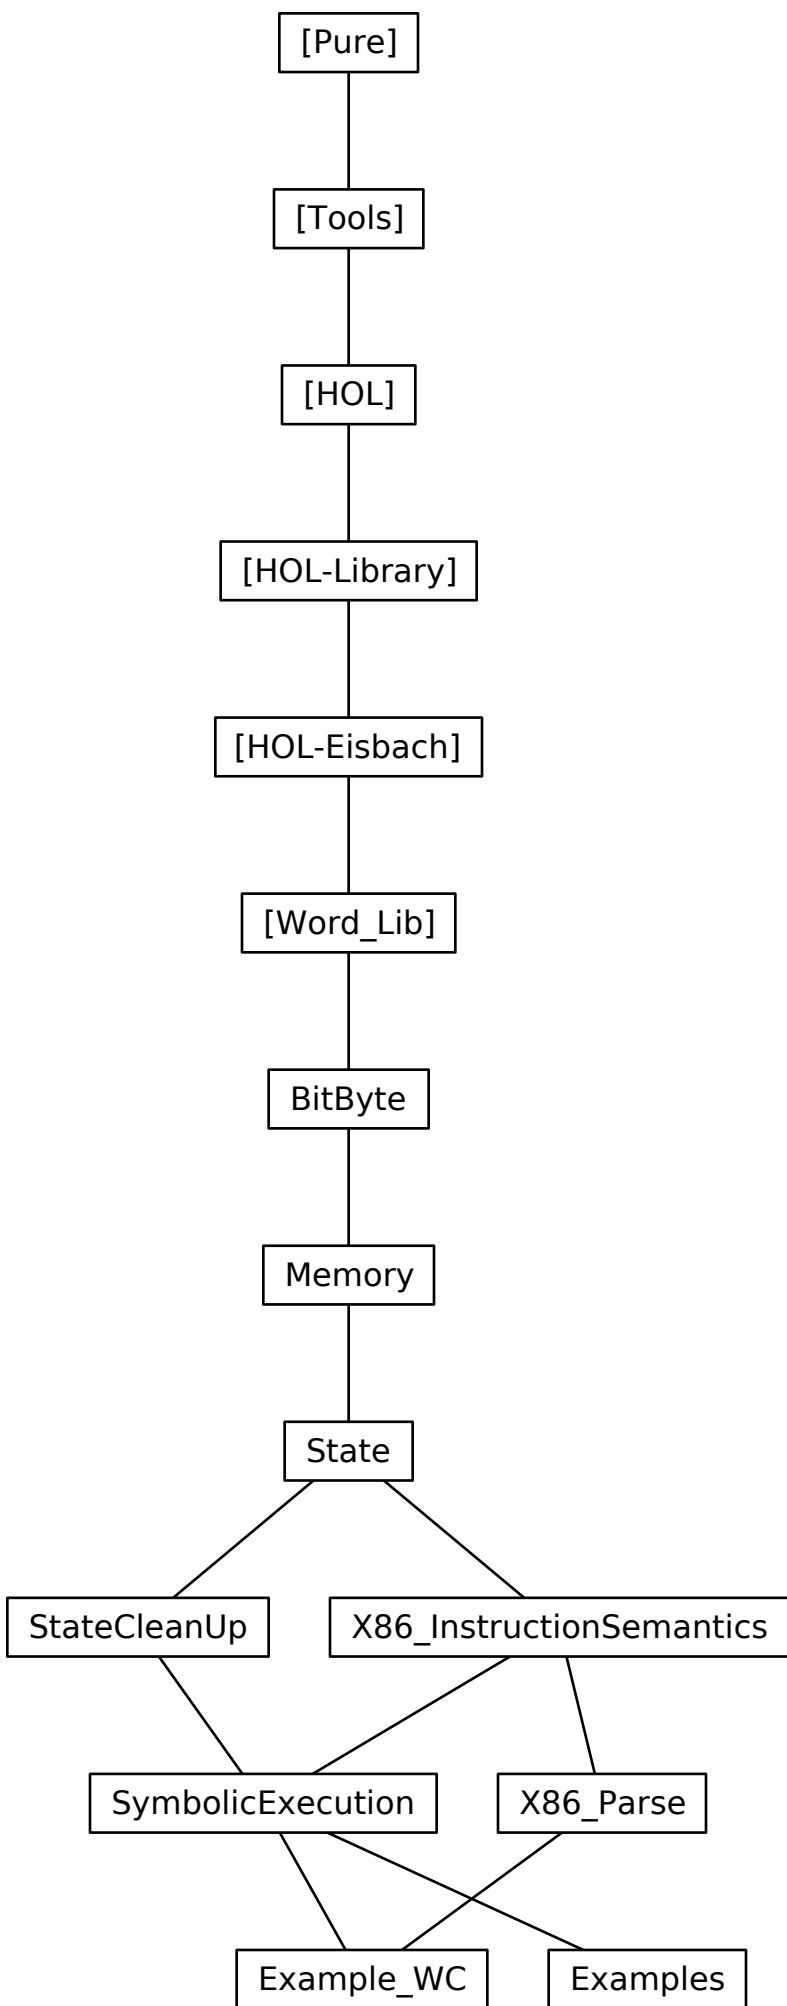 [Pure]
[Tools]
[HOL]
[HOL-Library]
[HOL-Eisbach]
[Word_Lib]
BitByte
Memory
State
StateCleanUp
X86_InstructionSemantics
SymbolicExecution
X86_Parse
Example_WC
Examples